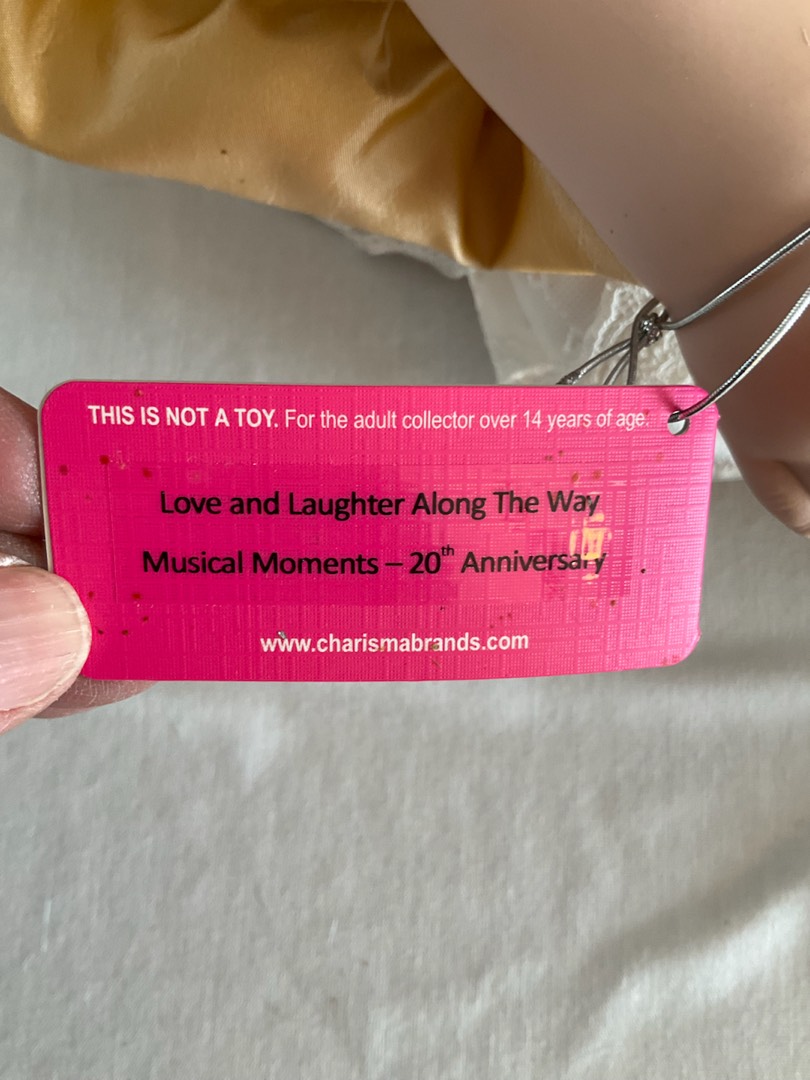 THIS IS NOT A TOY. For the adult collector over 14 years of age.
Love and Laughter Along The Way
Musical Moments – 20th Anniversary
www.charismabrands.com